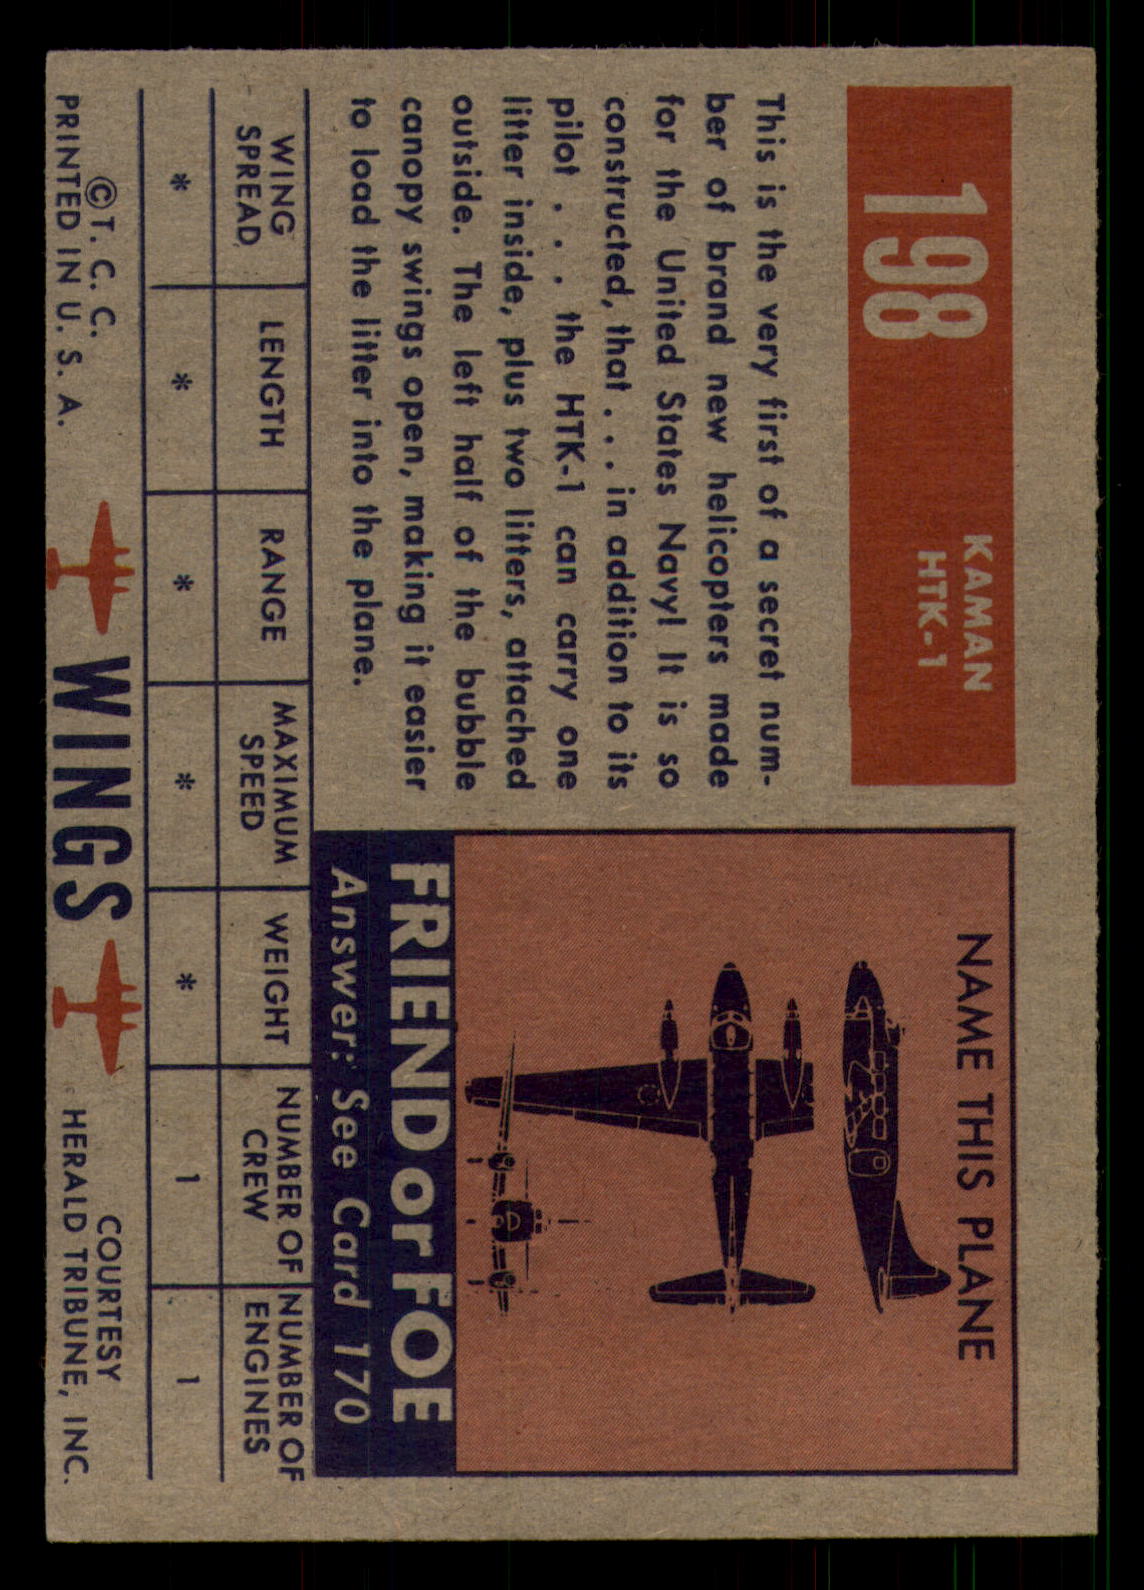 198
KAMAN
HTK-1
This is the very first of a secret num-
ber of brand new helicopters made
for the United States Navy! It is so
constructed, that . . . in addition to its
pilot . . . the HTK-1 can carry one
litter inside, plus two litters, attached
outside. The left half of the bubble
canopy swings open, making it easier
to load the litter into the plane.
NAME THIS PLANE
FRIEND or FOE
Answer: See Card 170
WING
SPREAD
LENGTH
RANGE
MAXIMUM
SPEED
WEIGHT
NUMBER OF
CREW
NUMBER OF
ENGINES
* * * * * 1 1
©T. C. C.
PRINTED IN U. S. A.
WINGS
COURTESY
HERALD TRIBUNE, INC.